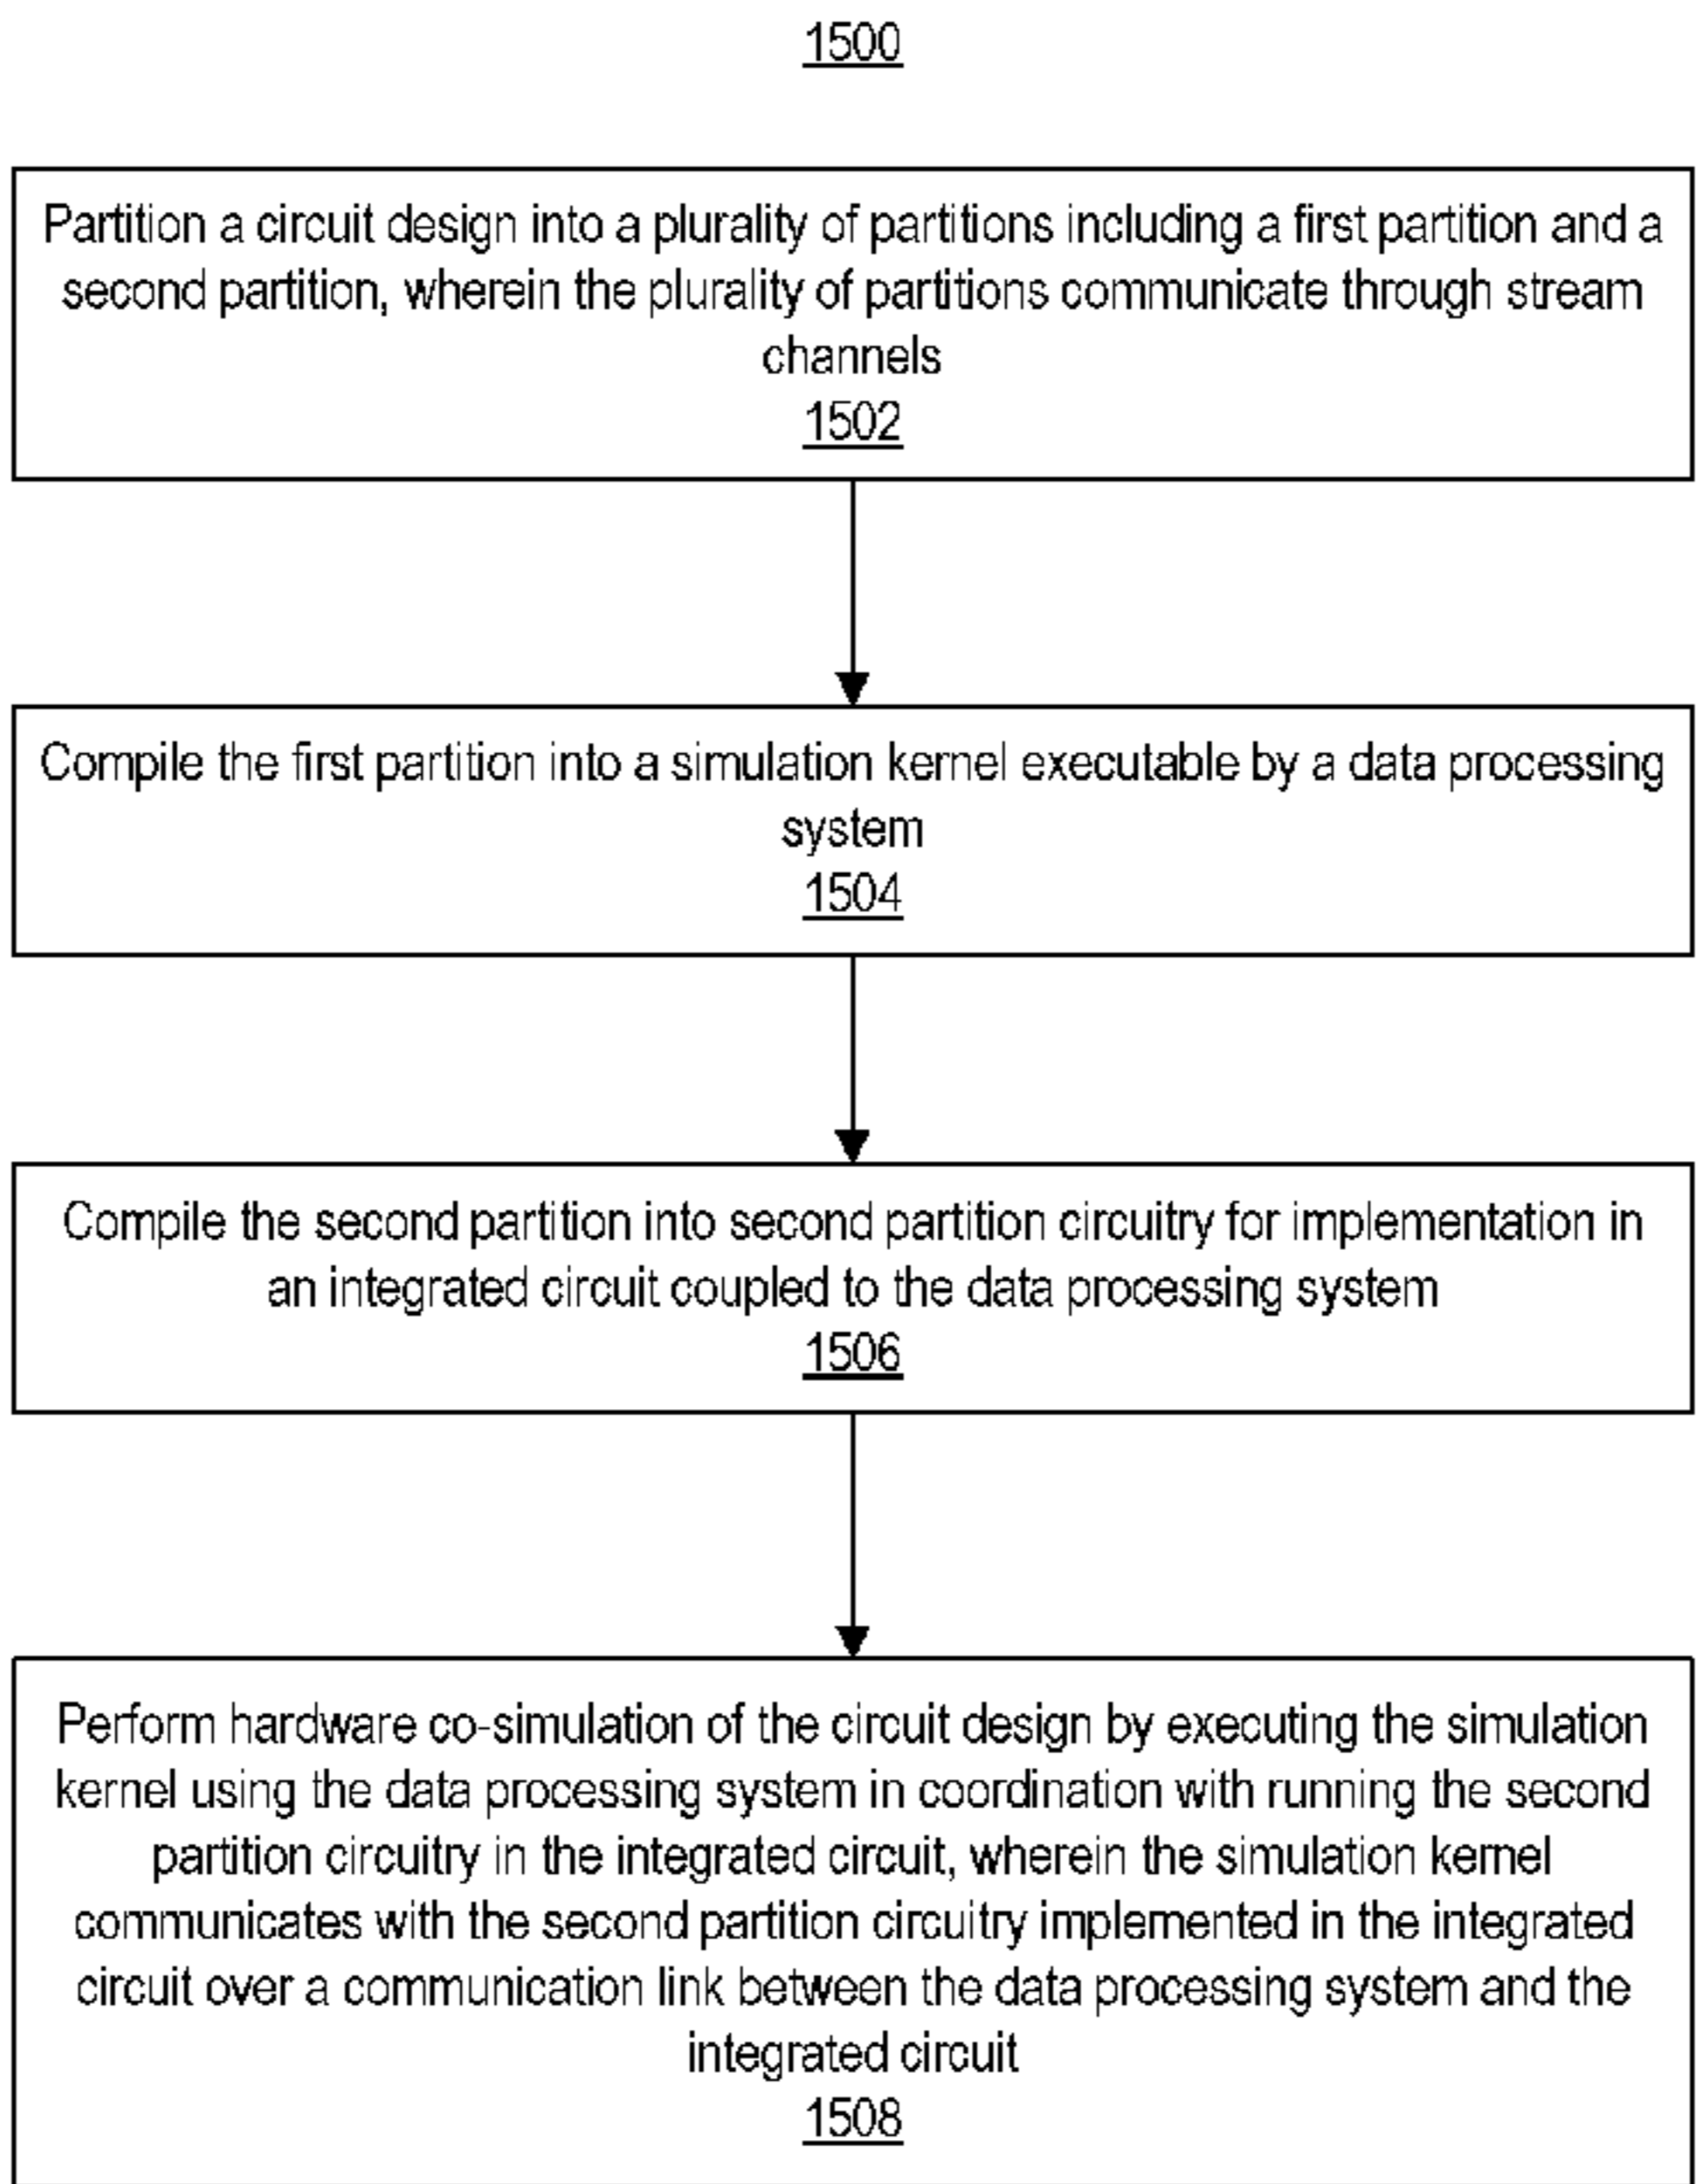 1500
Partition a circuit design into a plurality of partitions including a first partition and a
second partition, wherein the plurality of partitions communicate through stream
channels
1502
Compile the first partition into a simulation kernel executable by a data processing
system
1504
Compile the second partition into second partition circuitry for implementation in
an integrated circuit coupled to the data processing system
1506
Perform hardware co-simulation of the circuit design by executing the simulation
kernel using the data processing system in coordination with running the second
partition circuitry in the integrated circuit, wherein the simulation kernel
communicates with the second partition circuitry implemented in the integrated
circuit over a communication link between the data processing system and the
integrated circuit
1508